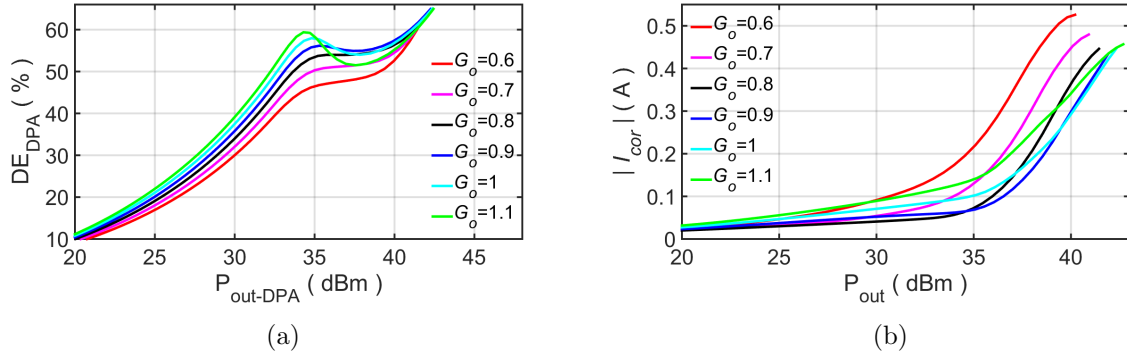 60
50
40
30
20
10
DE_DPA ( % )
G_o=0.6
G_o=0.7
G_o=0.8
G_o=0.9
G_o=1
G_o=1.1
20 25 30 35 40 45
P_out-DPA ( dBm )
(a)
0.5
0.4
0.3
0.2
0.1
0
| I_cor | ( A )
G_o=0.6
G_o=0.7
G_o=0.8
G_o=0.9
G_o=1
G_o=1.1
20 25 30 35 40
P_out ( dBm )
(b)